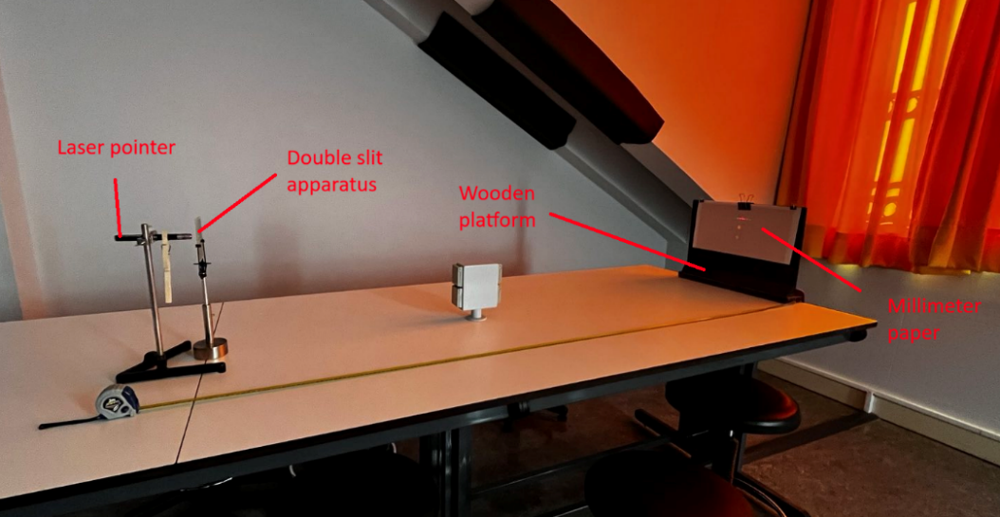 Laser pointer
Double slit
apparatus
Wooden
platform
Millimeter
paper